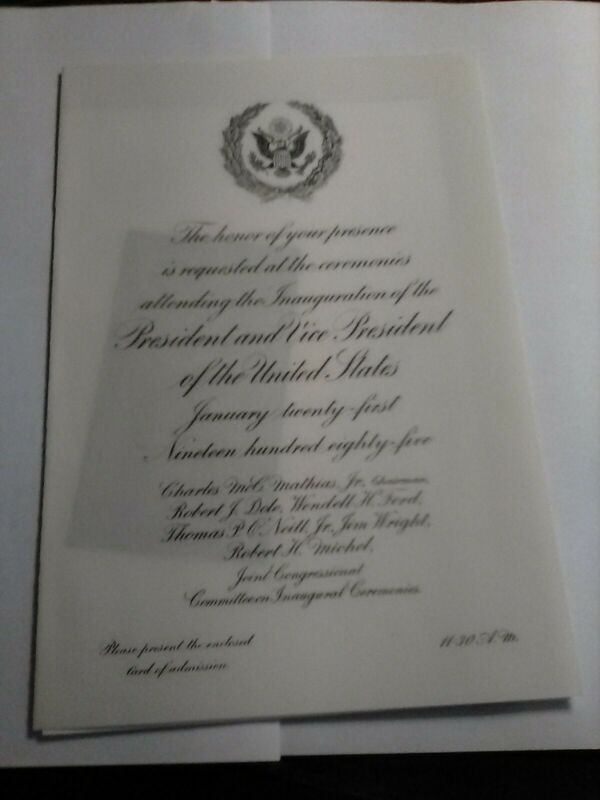 The honor of your presence
is requested at the ceremonies
attending the Inauguration of the
President and Vice President
of the United States
January twenty-first
Nineteen hundred eighty-five
Charles McC. Mathias, Jr., Chairman,
Robert J. Dole, Wendell H. Ford,
Thomas P. O'Neill, Jr., Jim Wright,
Robert H. Michel,
Joint Congressional
Committee on Inaugural Ceremonies.
Please present the enclosed
card of admission.
11:30 A.M.